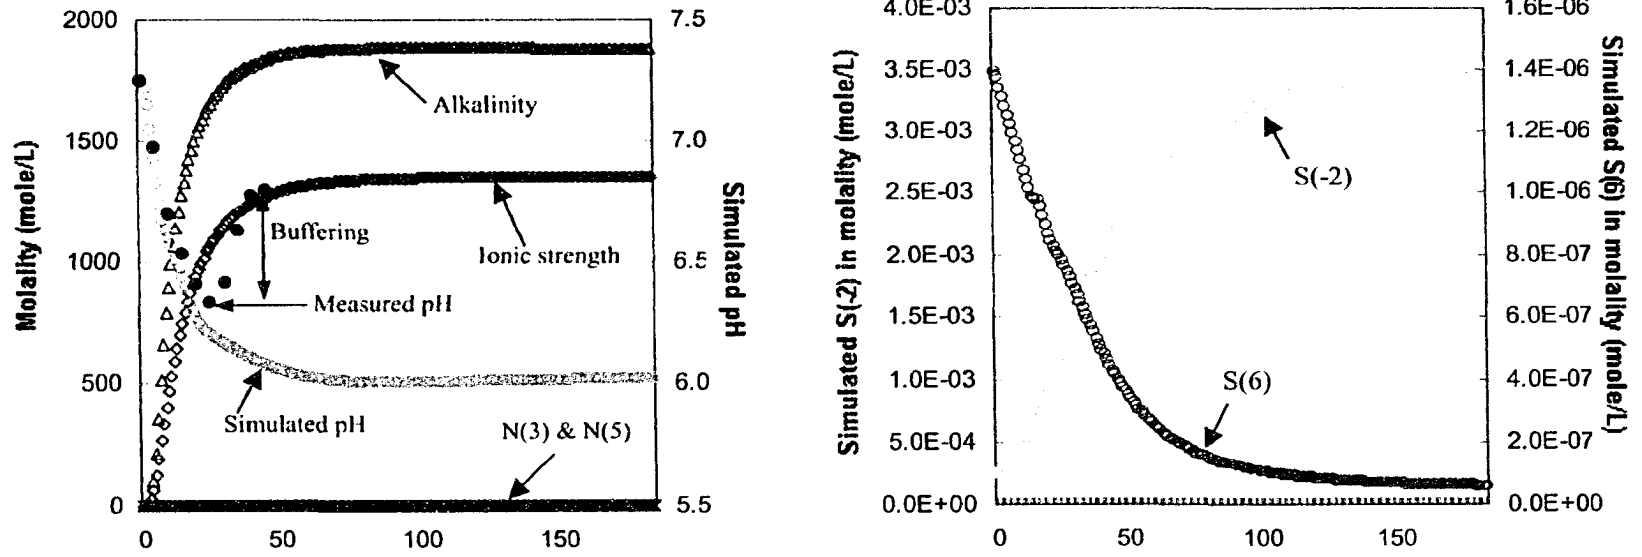 2000
1500
1000
500
0
Molality (mole/L)
7.5
7.0
6.5
6.0
5.5
Simulated pH
Alkalinity
Buffering
Ionic strength
Measured pH
Simulated pH
N(3) & N(5)
0 50 100 150
4.0E-03
3.5E-03
3.0E-03
2.5E-03
2.0E-03
1.5E-03
1.0E-03
5.0E-04
0.0E+00
Simulated S(-2) in molality (mole/L)
1.6E-06
1.4E-06
1.2E-06
1.0E-06
8.0E-07
6.0E-07
4.0E-07
2.0E-07
0.0E+00
Simulated S(6) in molality (mole/L)
S(-2)
S(6)
0 50 100 150